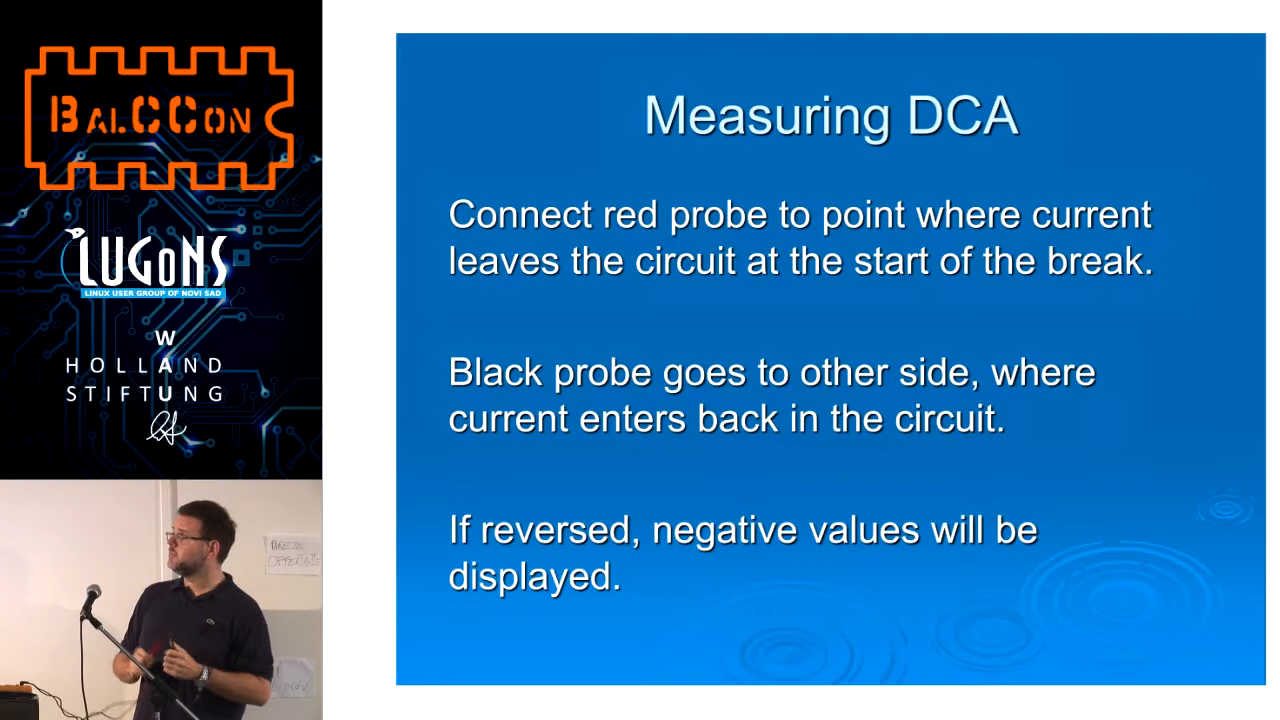 BALCCON
LUGONS
LINUX USER GROUP OF NOVI SAD
W
HOLLAND
STIFTUNG
Measuring DCA
Connect red probe to point where current
leaves the circuit at the start of the break.
Black probe goes to other side, where
current enters back in the circuit.
If reversed, negative values will be
displayed.